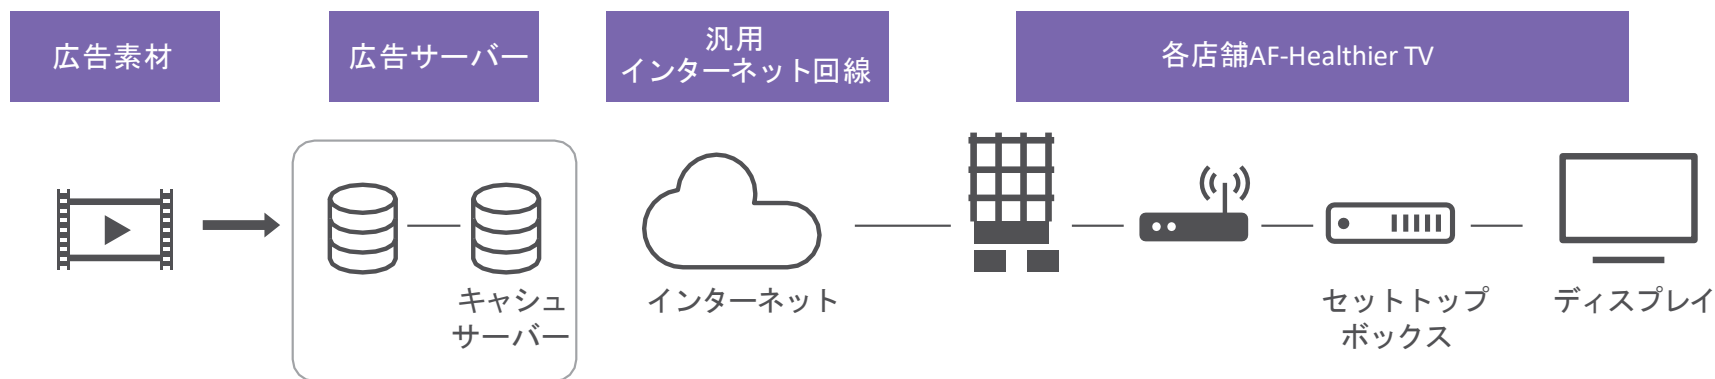 広告素材
広告サーバー
汎用
インターネット回線
各店舗AF-Healthier TV
キャシュ
サーバー
インターネット
セットトップ
ボックス
ディスプレイ